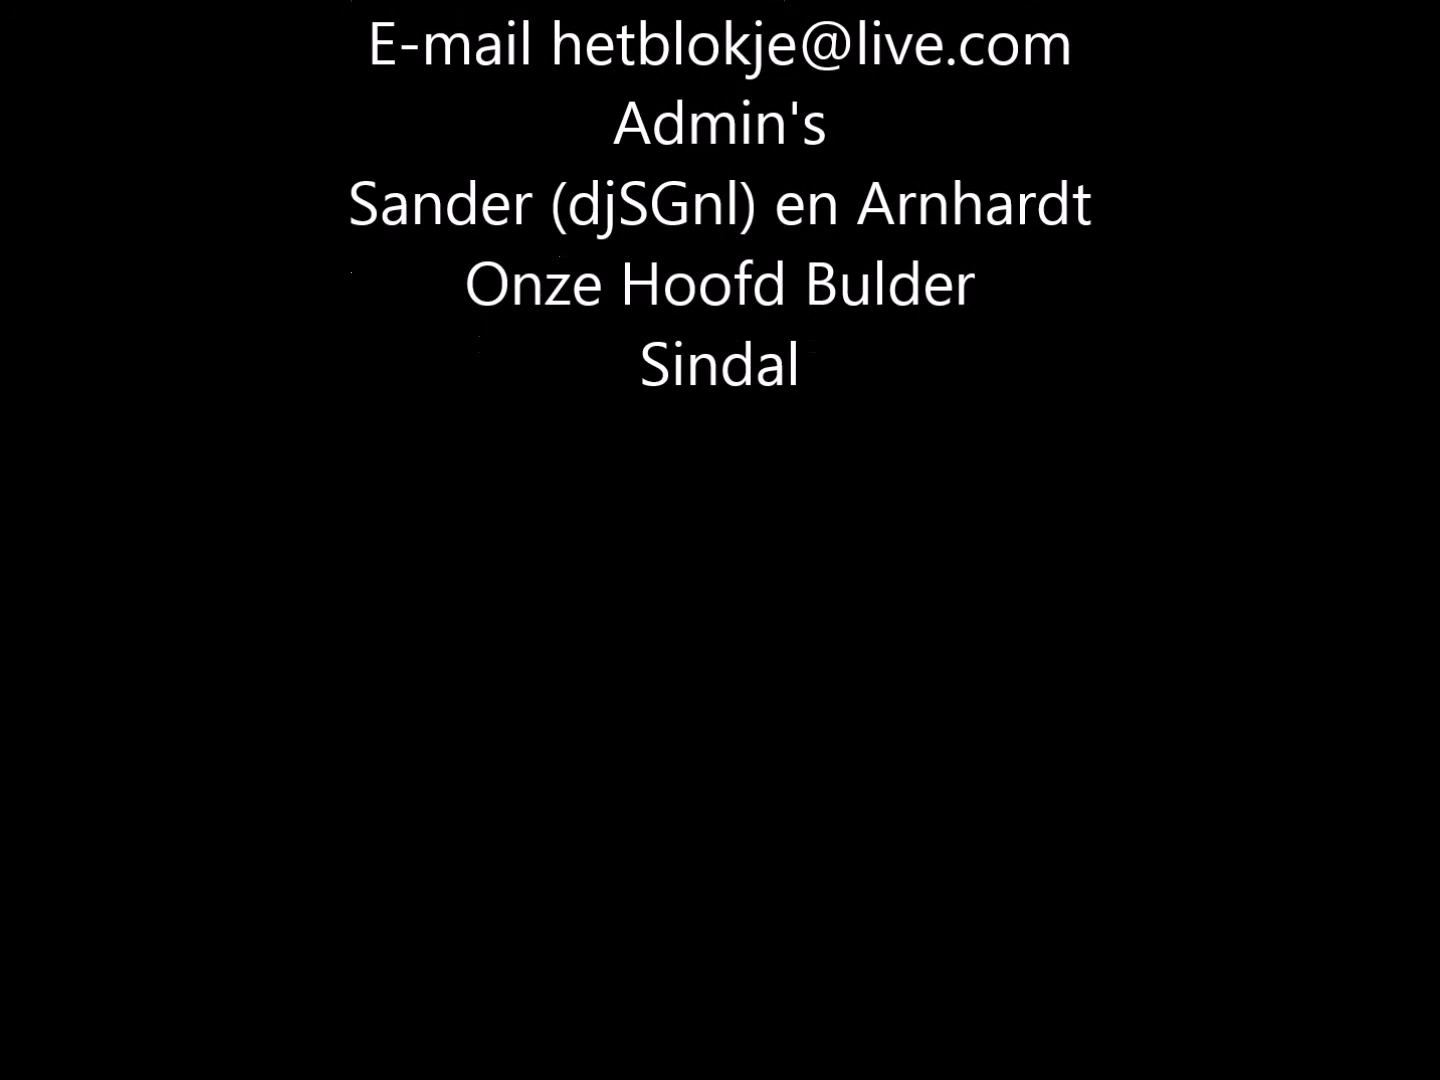 E-mail hetblokje@live.com
Admin's
Sander (djSGnl) en Arnhardt
Onze Hoofd Bulder
Sindal